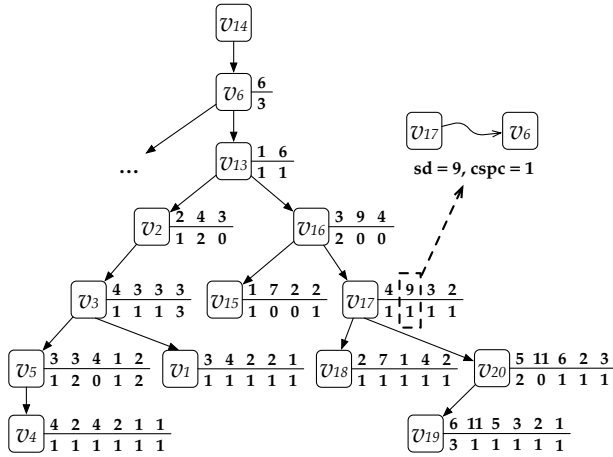 v14
v6 6
3
v17 v6
sd = 9, cspc = 1
...
v13 1 6
1 1
v2 2 4 3
1 2 0
v16 3 9 4
2 0 0
v3 4 3 3 3
1 1 1 3
v15 1 7 2 2
1 0 0 1
v17 4 9 3 2
1 1 1 1
v5 3 3 4 1 2
1 2 0 1 2
v1 3 4 2 2 1
1 1 1 1 1
v18 2 7 1 4 2
1 1 1 1 1
v20 5 11 6 2 3
2 0 1 1 1
v4 4 2 4 2 1 1
1 1 1 1 1 1
v19 6 11 5 3 2 1
3 1 1 1 1 1